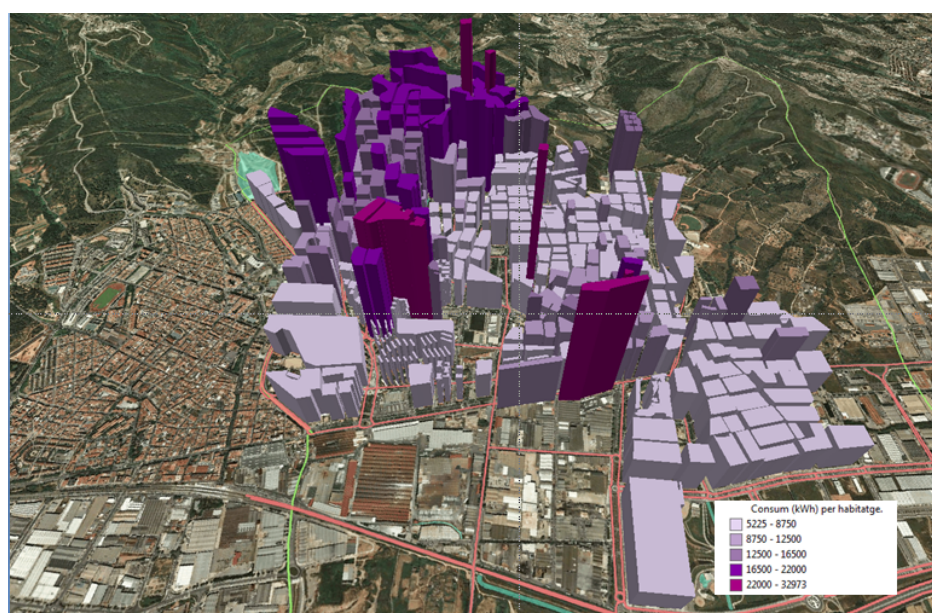 Consum (kWh) per habitatge.
5225 - 8750
8750 - 12500
12500 - 16500
16500 - 22000
22000 - 32973